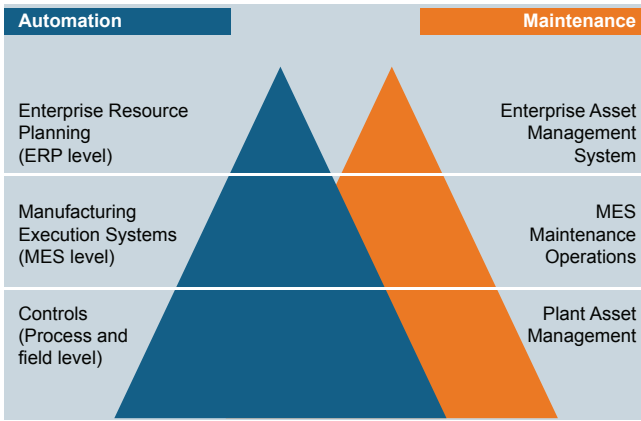 Automation
Maintenance
Enterprise Resource
Planning
(ERP level)
Enterprise Asset
Management
System
Manufacturing
Execution Systems
(MES level)
MES
Maintenance
Operations
Controls
(Process and
field level)
Plant Asset
Management